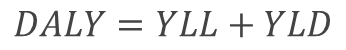 DALY = YLL + YLD